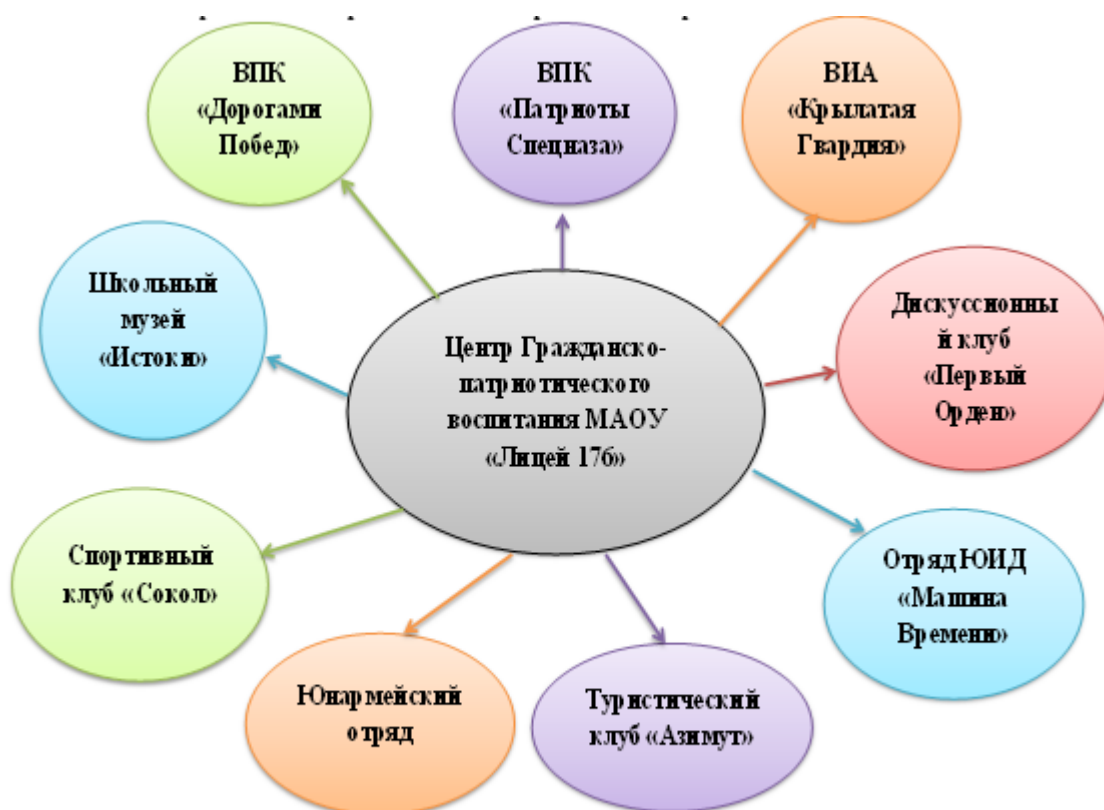 ВПК
«Дорогами
Побед»
ВПК
«Патриоты
Спецназа»
ВИА
«Крылатая
Гвардия»
Школьный
музей
«Истоки»
Центр Гражданско-
патриотического
воспитания МАОУ
«Лицей 176»
Дискуссионны
й клуб
«Первый
Орден»
Спортивный
клуб «Сокол»
Отряд ЮИД
«Машина
Времени»
Юнармейский
отряд
Туристический
клуб «Азимут»